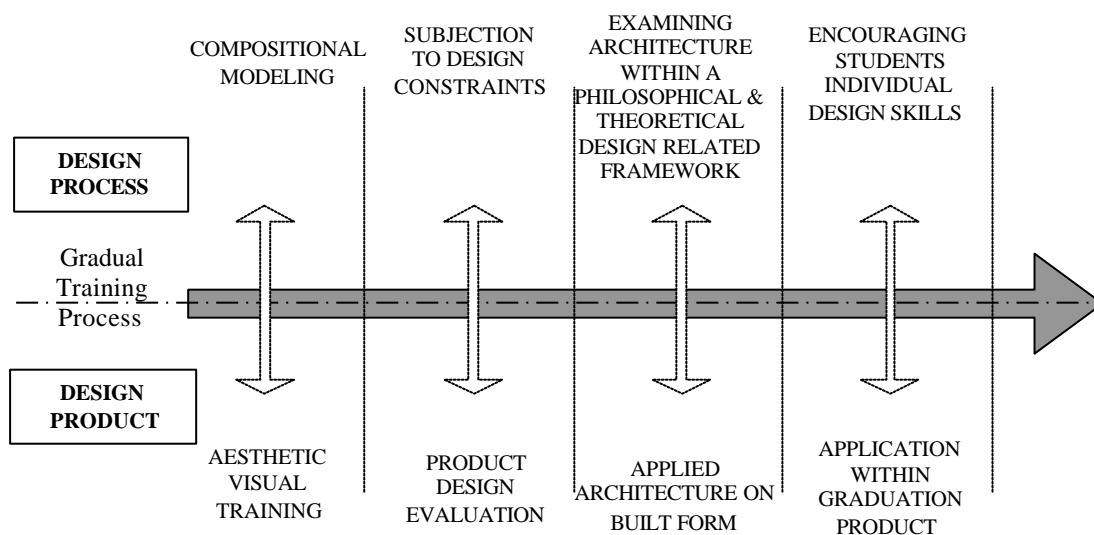 COMPOSITIONAL
MODELING
SUBJECTION
TO DESIGN
CONSTRAINTS
EXAMINING
ARCHITECTURE
WITHIN A
PHILOSOPHICAL &
THEORETICAL
DESIGN RELATED
FRAMEWORK
ENCOURAGING
STUDENTS
INDIVIDUAL
DESIGN SKILLS
DESIGN
PROCESS
Gradual
Training
Process
DESIGN
PRODUCT
AESTHETIC
VISUAL
TRAINING
PRODUCT
DESIGN
EVALUATION
APPLIED
ARCHITECTURE ON
BUILT FORM
APPLICATION
WITHIN
GRADUATION
PRODUCT